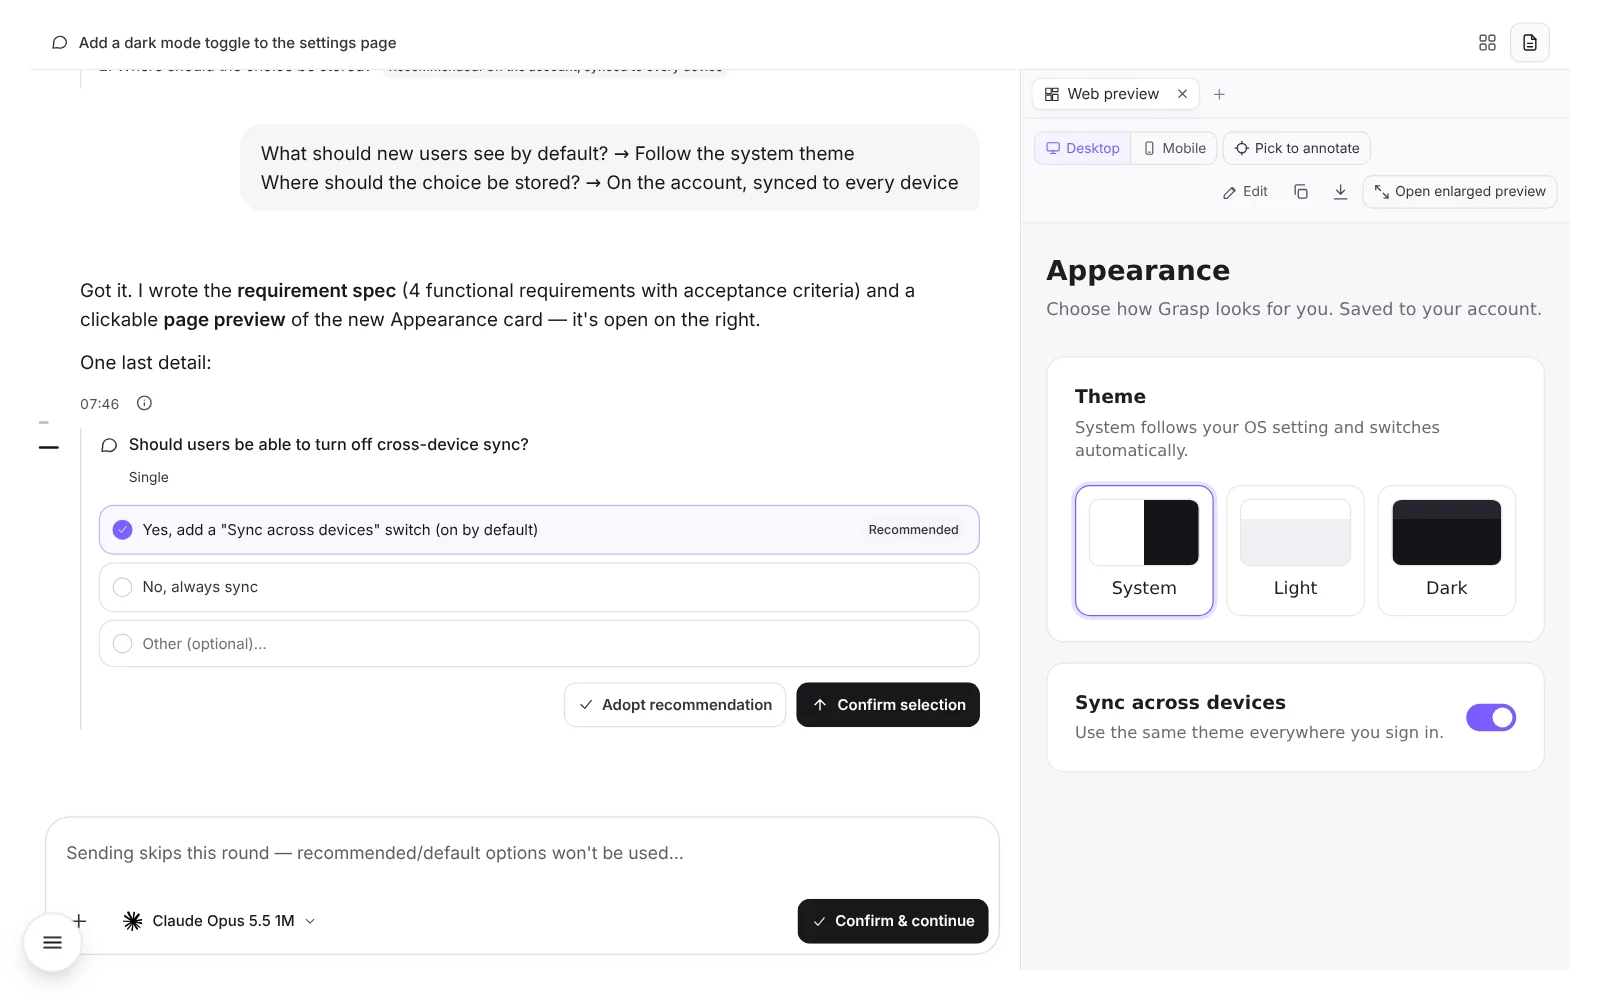 Add a dark mode toggle to the settings page
What should new users see by default? → Follow the system theme
Where should the choice be stored? → On the account, synced to every device
Got it. I wrote the requirement spec (4 functional requirements with acceptance criteria) and a
clickable page preview of the new Appearance card — it's open on the right.
One last detail:
07:46
Should users be able to turn off cross-device sync?
Single
Yes, add a "Sync across devices" switch (on by default)
Recommended
No, always sync
Other (optional)...
Adopt recommendation
Confirm selection
Sending skips this round — recommended/default options won't be used...
Claude Opus 5.5 1M
Confirm & continue
Web preview
Desktop
Mobile
Pick to annotate
Edit
Open enlarged preview
Appearance
Choose how Grasp looks for you. Saved to your account.
Theme
System follows your OS setting and switches
automatically.
System
Light
Dark
Sync across devices
Use the same theme everywhere you sign in.